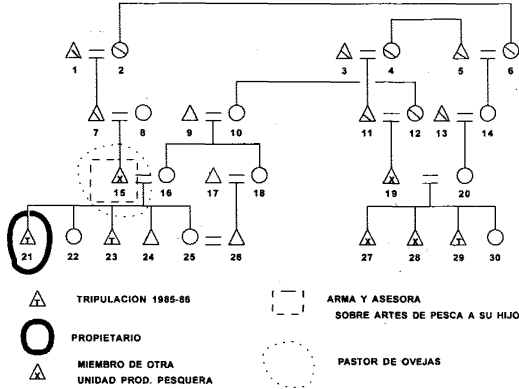 1 2 3 4 5 6
7 8 9 10 11 12 13 14
X X
15 16 17 18 19 20
T T X X T
21 22 23 24 25 26 27 28 29 30
T TRIPULACION 1985-86
ARMA Y ASESORA
SOBRE ARTES DE PESCA A SU HIJO
PROPIETARIO
X MIEMBRO DE OTRA
UNIDAD PROD. PESQUERA
PASTOR DE OVEJAS